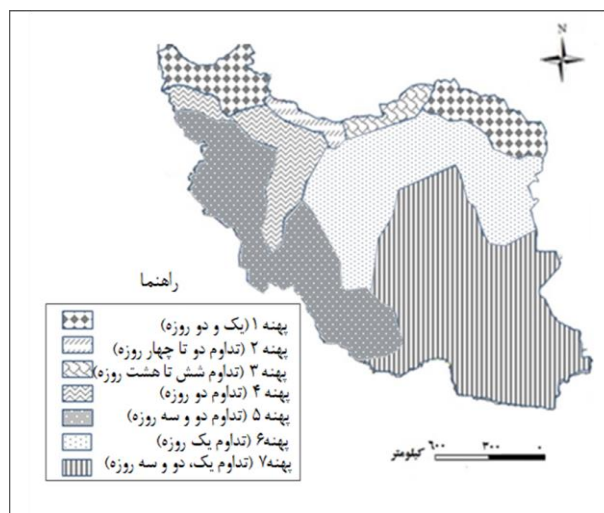 N
راهنما
پهنه ۱ (یک و دو روزه)
پهنه ۲ (تداوم دو تا چهار روزه)
پهنه ۳ (تداوم شش تا هشت روزه)
پهنه ۴ (تداوم دو روزه)
پهنه ۵ (تداوم دو و سه روزه)
پهنه۶ (تداوم یک روزه)
پهنه۷ (تداوم یک، دو و سه روزه)
۰ ۳۰۰ ۶۰۰ کیلومتر